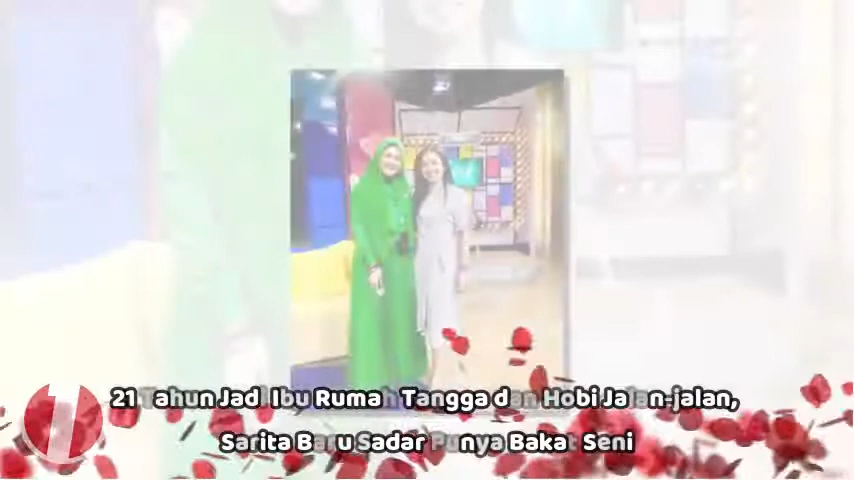 21 Tahun Jadi Ibu Rumah Tangga dan Hobi Jalan-jalan,
Sarita Baru Sadar Punya Bakat Seni